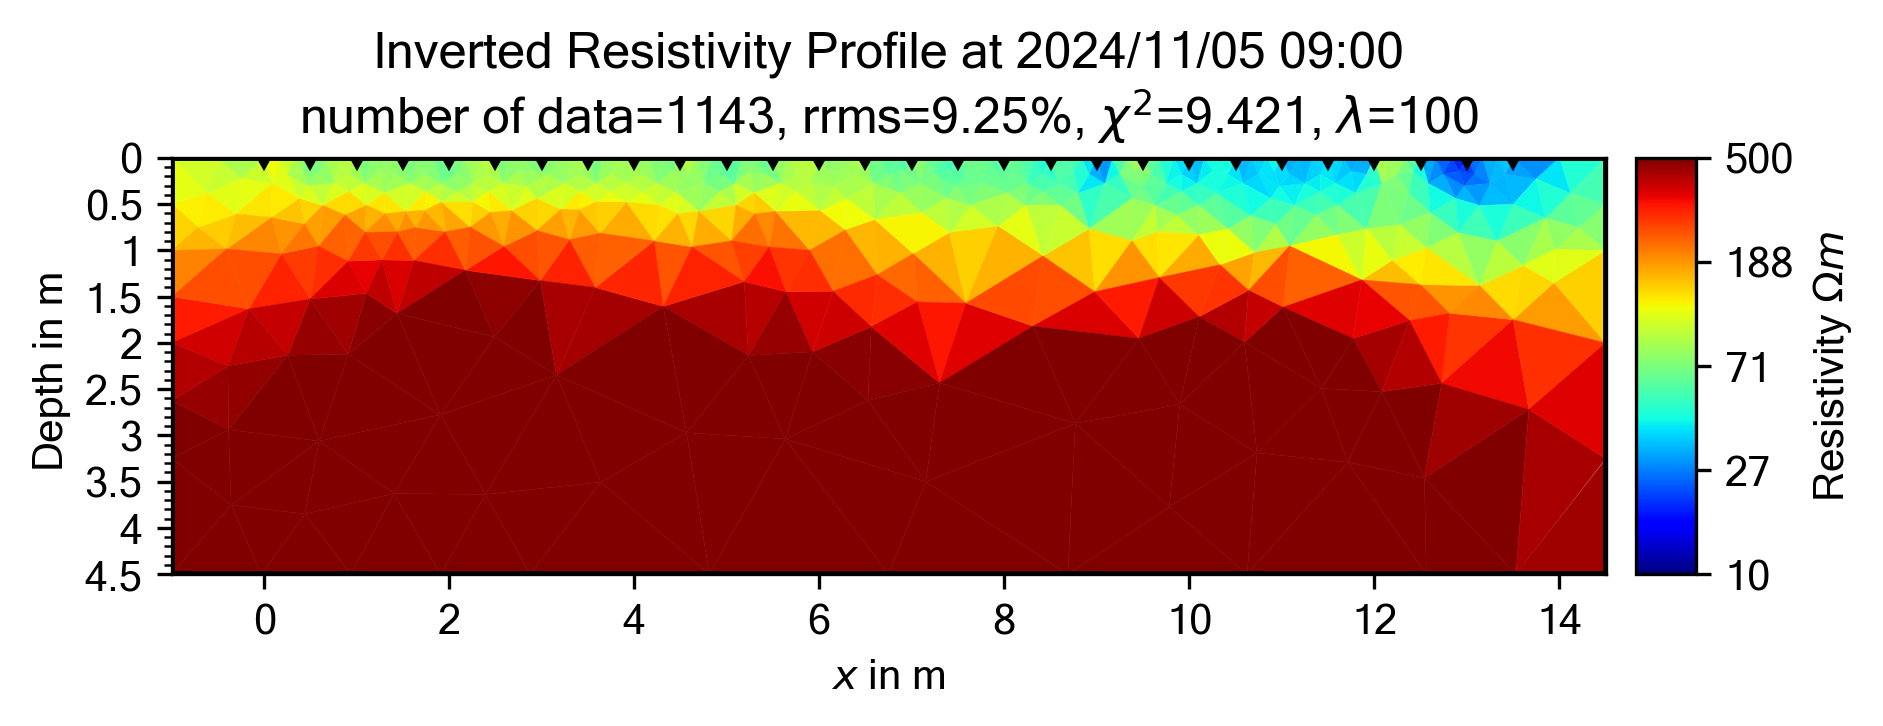 Inverted Resistivity Profile at 2024/11/05 09:00
number of data=1143, rrms=9.25%, χ²=9.421, λ=100
0
0.5
1
1.5
2
2.5
3
3.5
4
4.5
Depth in m
0 2 4 6 8 10 12 14
x in m
500
188
71
27
10
Resistivity Ωm